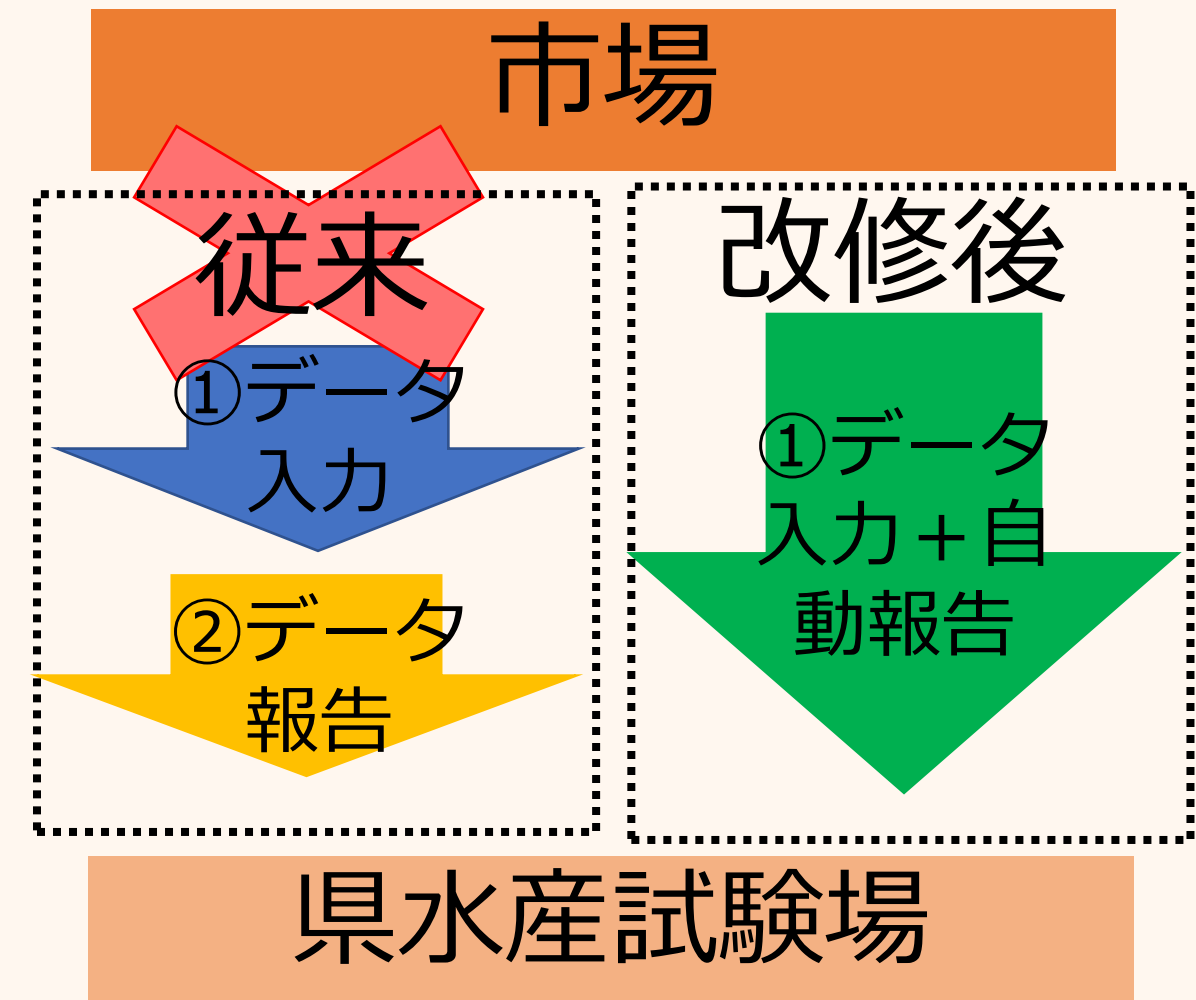 市場
従来
①データ
入力
②データ
報告
改修後
①データ
入力＋自
動報告
県水産試験場